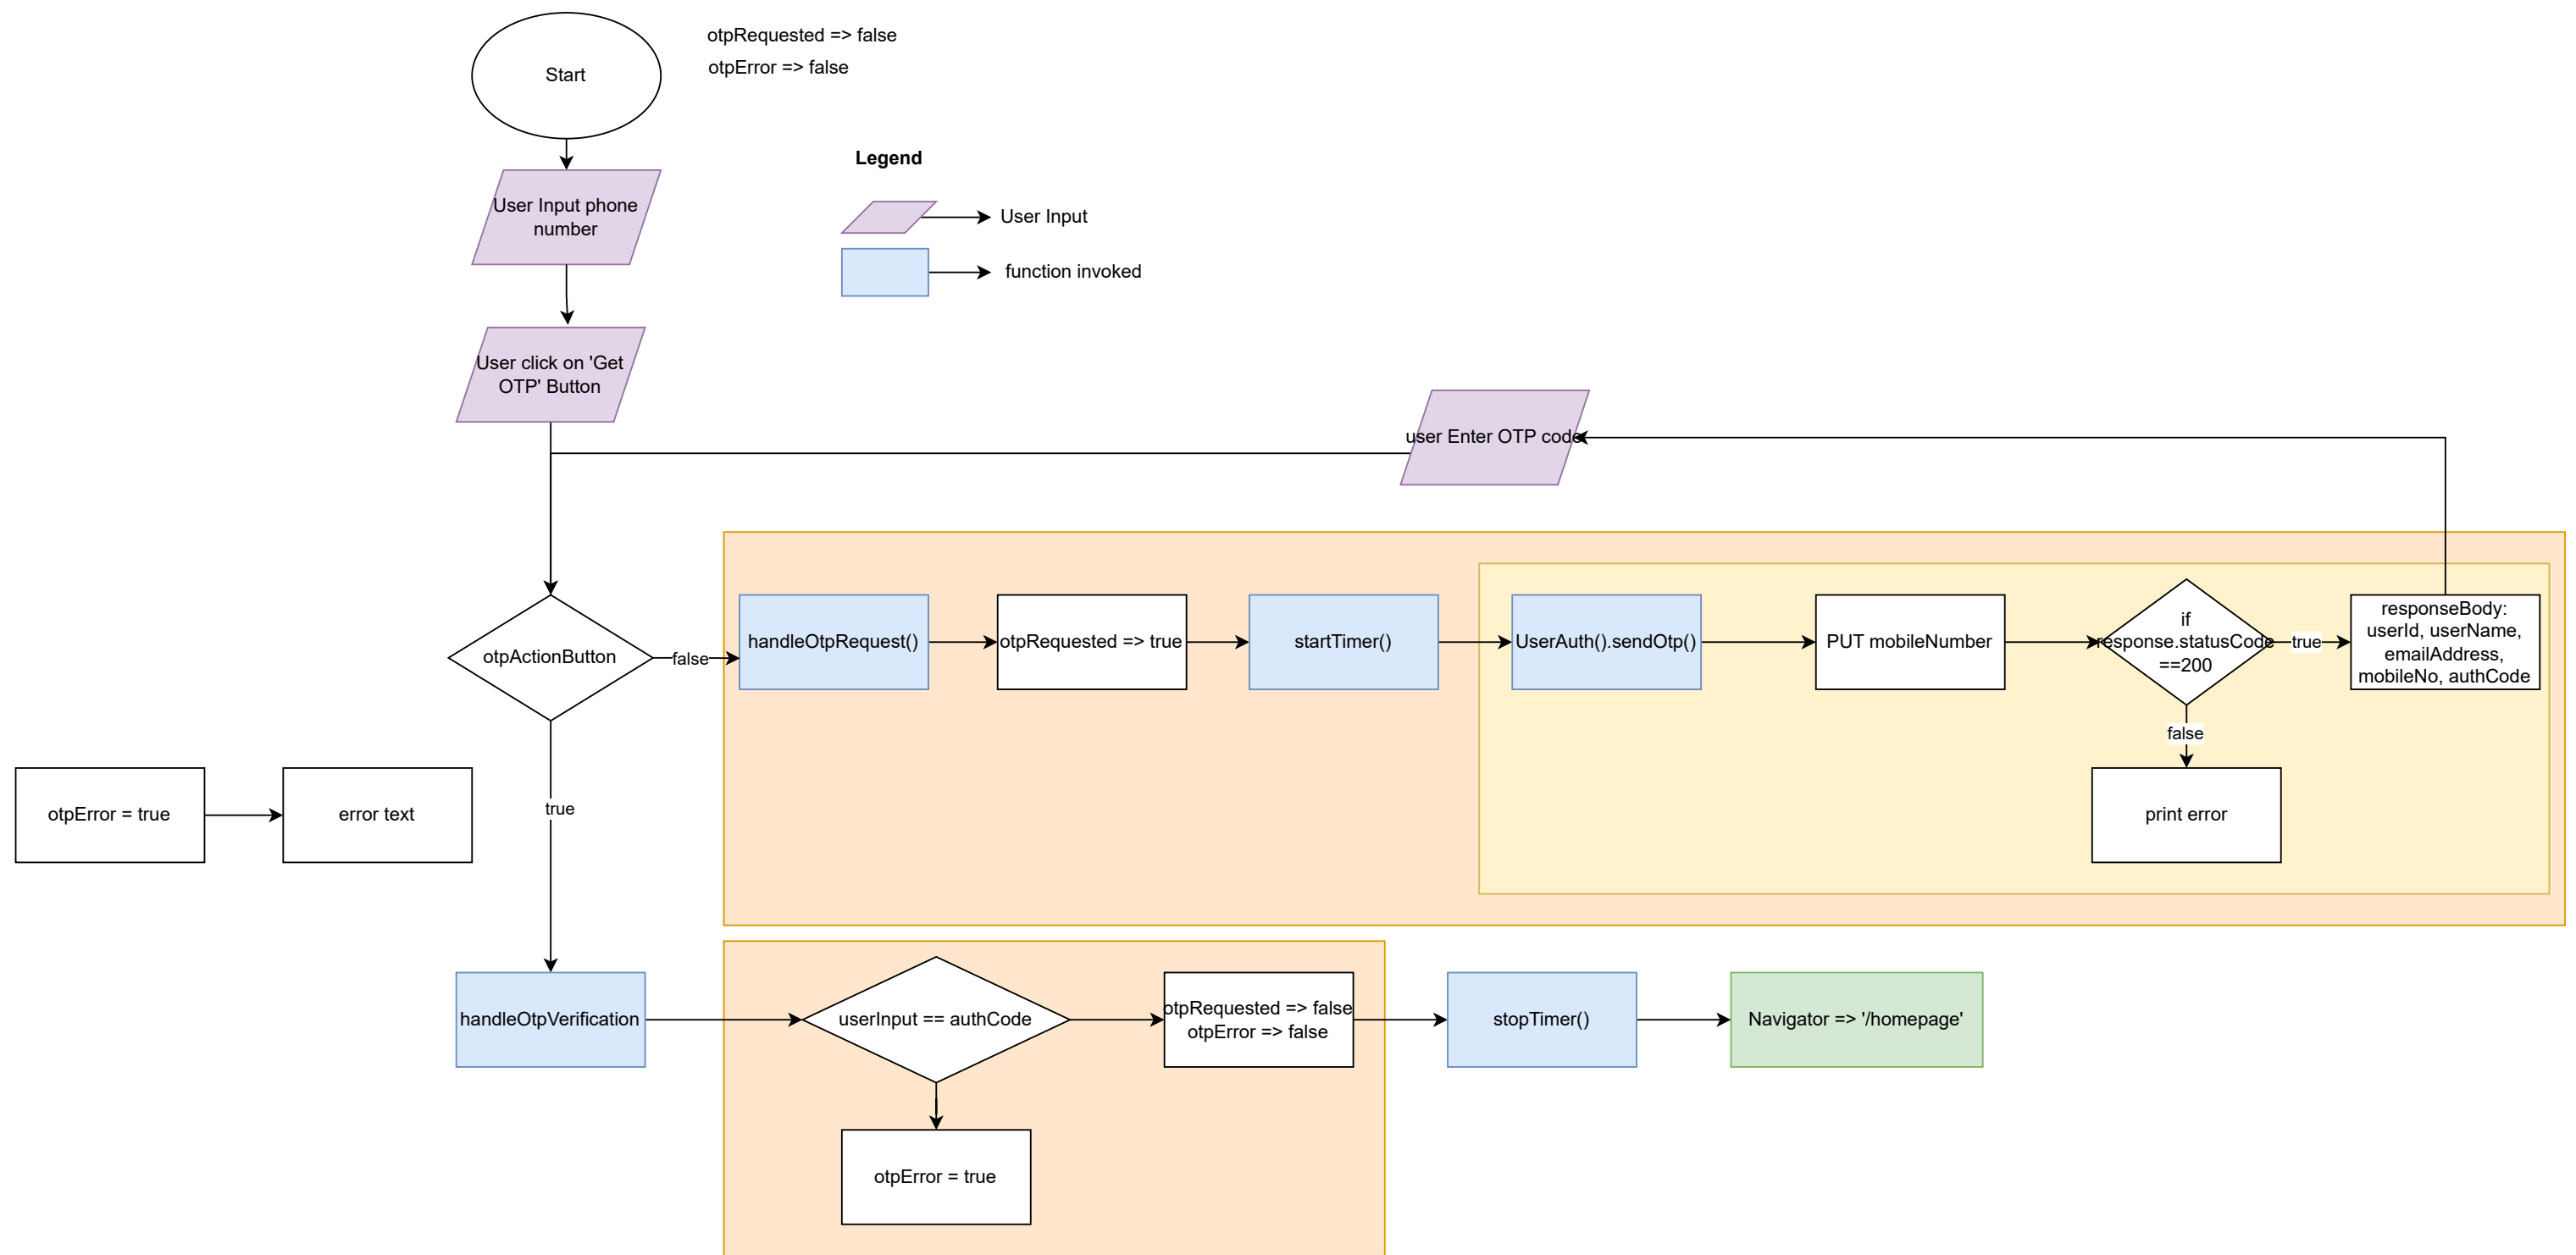 Start
otpRequested => false
otpError => false
Legend
User Input
function invoked
User Input phone
number
User click on 'Get
OTP' Button
user Enter OTP code
otpActionButton
false
handleOtpRequest()
otpRequested => true
startTimer()
UserAuth().sendOtp()
PUT mobileNumber
if
response.statusCode
==200
true
responseBody:
userId, userName,
emailAddress,
mobileNo, authCode
false
print error
otpError = true
error text
true
handleOtpVerification
userInput == authCode
otpRequested => false
otpError => false
stopTimer()
Navigator => '/homepage'
otpError = true